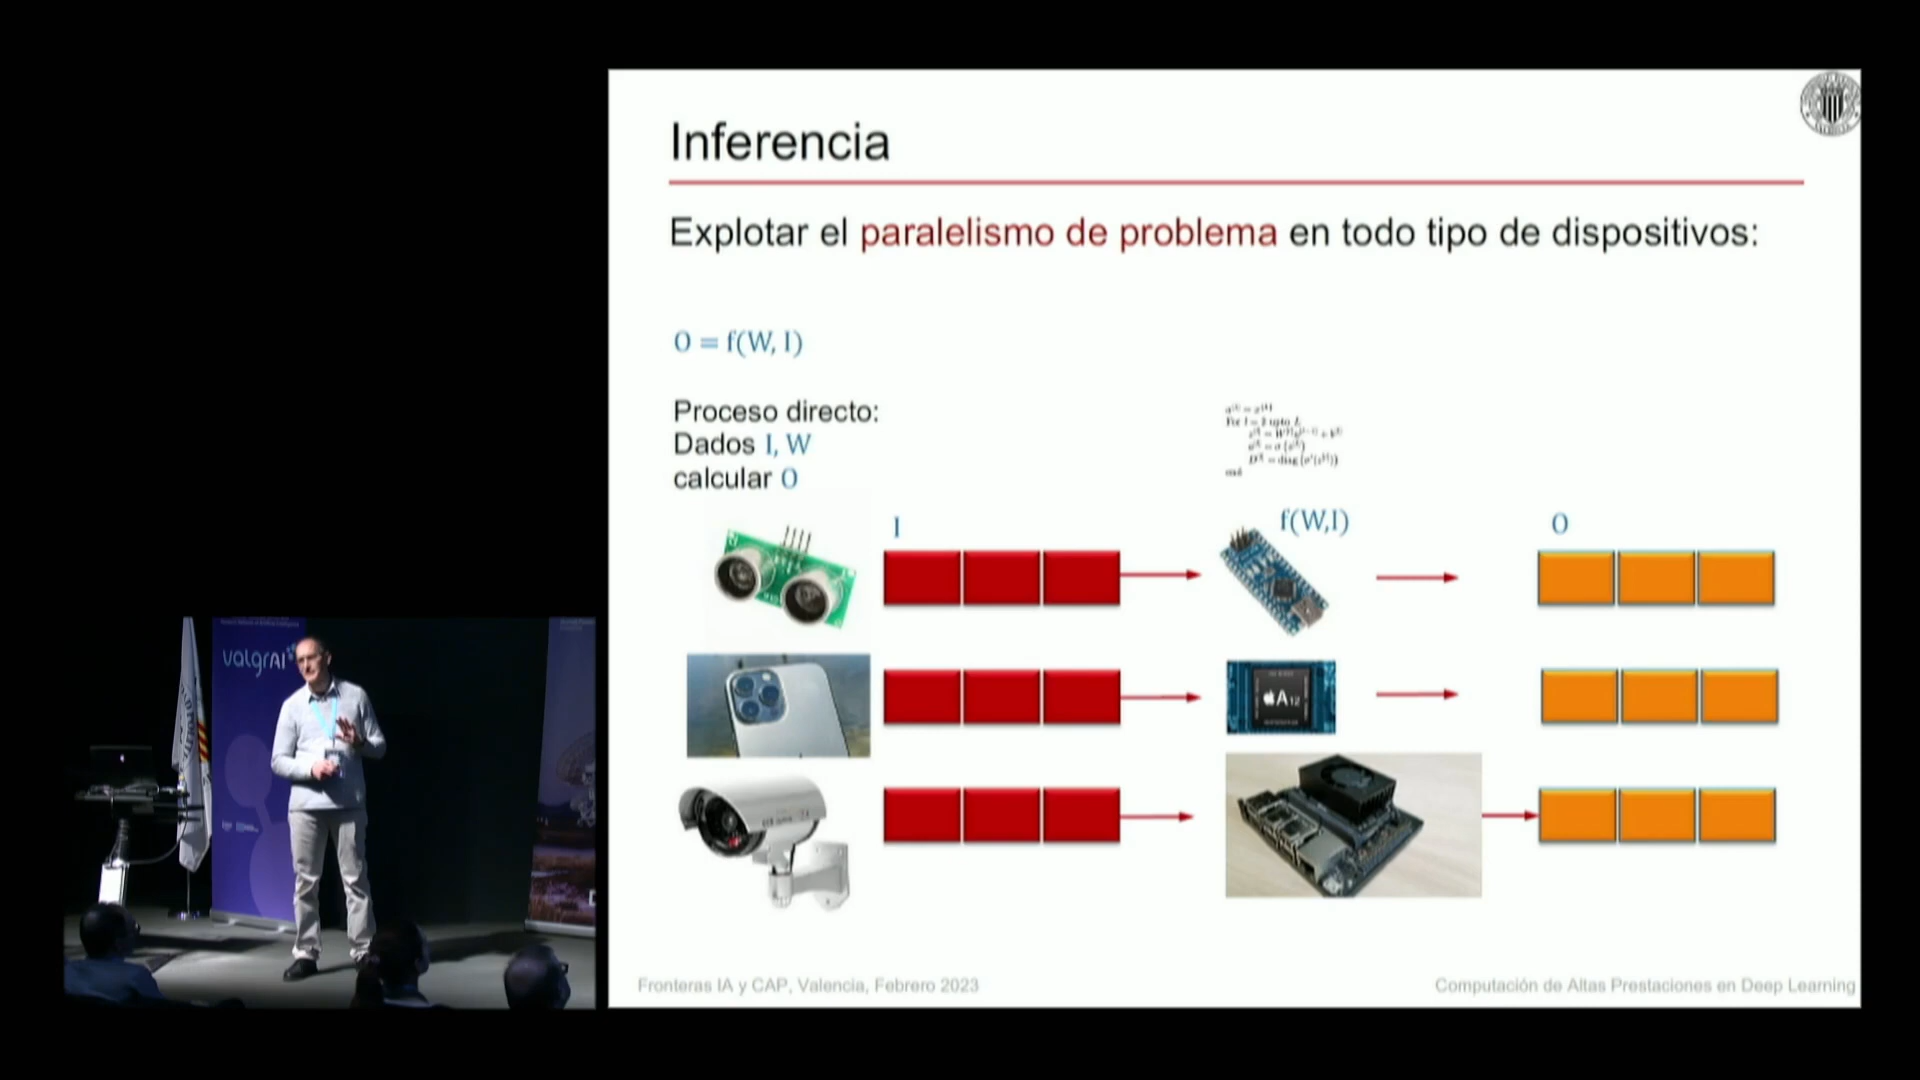 Inferencia
Explotar el paralelismo de problema en todo tipo de dispositivos:
O = f(W, I)
Proceso directo:
Dados I, W
calcular O
I
f(W,I)
O
A12
valgrAI
Fronteras IA y CAP, Valencia, Febrero 2023
Computación de Altas Prestaciones en Deep Learning